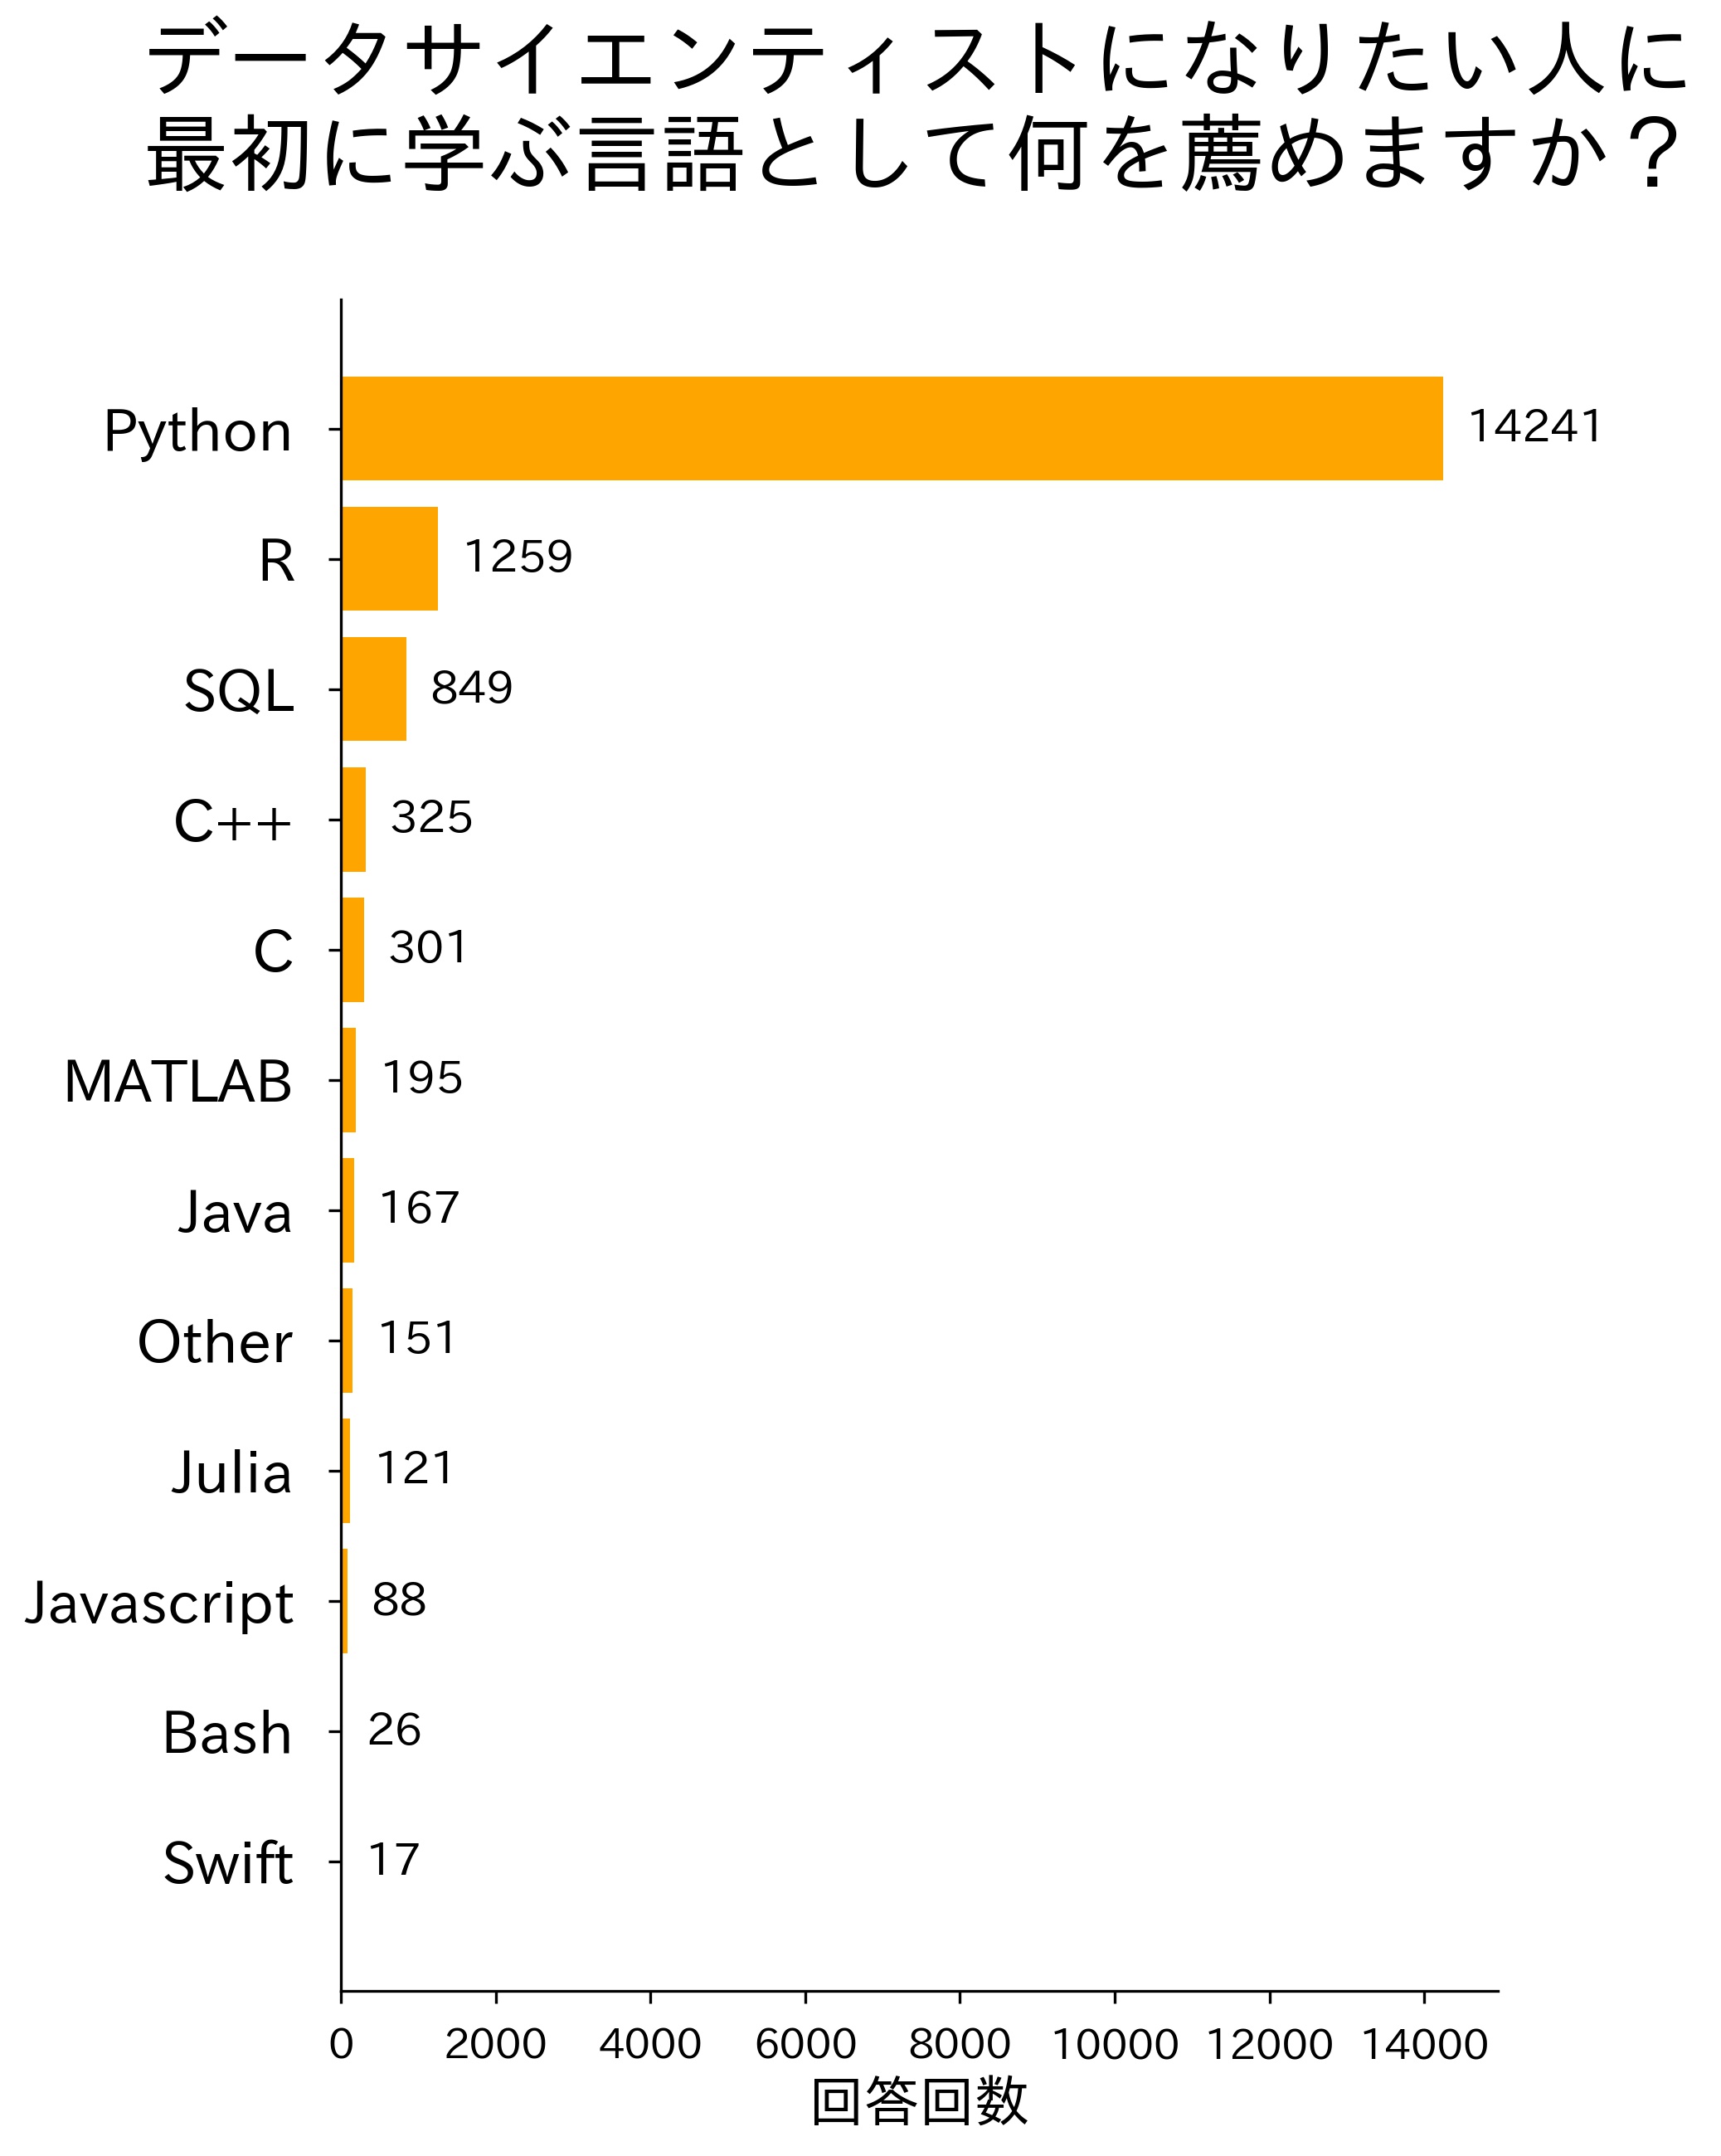 データサイエンティストになりたい人に
最初に学ぶ言語として何を薦めますか？
Python 14241
R 1259
SQL 849
C++ 325
C 301
MATLAB 195
Java 167
Other 151
Julia 121
Javascript 88
Bash 26
Swift 17
0 2000 4000 6000 8000 10000 12000 14000
回答回数